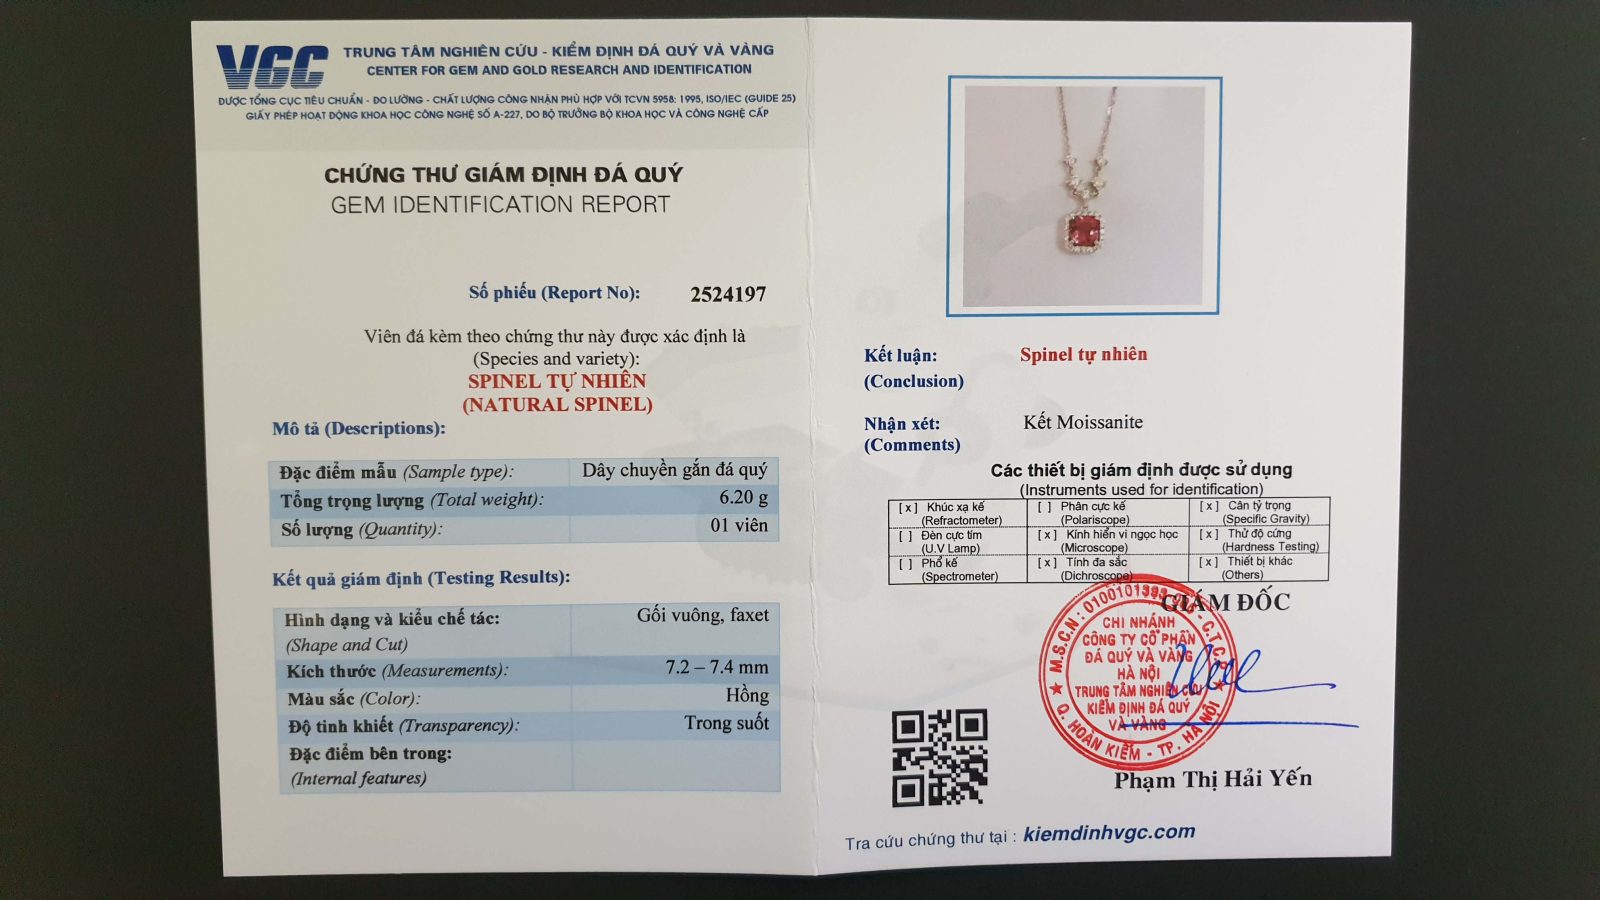 VGC
TRUNG TÂM NGHIÊN CỨU - KIỂM ĐỊNH ĐÁ QUÝ VÀ VÀNG
CENTER FOR GEM AND GOLD RESEARCH AND IDENTIFICATION
ĐƯỢC TỔNG CỤC TIÊU CHUẨN - ĐO LƯỜNG - CHẤT LƯỢNG CÔNG NHẬN PHÙ HỢP VỚI TCVN 5958: 1995, ISO/IEC (GUIDE 25)
GIẤY PHÉP HOẠT ĐỘNG KHOA HỌC CÔNG NGHỆ SỐ A-227, DO BỘ TRƯỞNG BỘ KHOA HỌC VÀ CÔNG NGHỆ CẤP
CHỨNG THƯ GIÁM ĐỊNH ĐÁ QUÝ
GEM IDENTIFICATION REPORT
Số phiếu (Report No): 2524197
Viên đá kèm theo chứng thư này được xác định là
(Species and variety):
SPINEL TỰ NHIÊN
(NATURAL SPINEL)
Mô tả (Descriptions):
Đặc điểm mẫu (Sample type): Dây chuyền gắn đá quý
Tổng trọng lượng (Total weight): 6.20 g
Số lượng (Quantity): 01 viên
Kết quả giám định (Testing Results):
Hình dạng và kiểu chế tác: Gối vuông, faxet
(Shape and Cut)
Kích thước (Measurements): 7.2 – 7.4 mm
Màu sắc (Color): Hồng
Độ tinh khiết (Transparency): Trong suốt
Đặc điểm bên trong:
(Internal features)
Kết luận: Spinel tự nhiên
(Conclusion)
Nhận xét: Kết Moissanite
(Comments)
Các thiết bị giám định được sử dụng
(Instruments used for identification)
[ x ] Khúc xạ kế [ ] Phân cực kế [ x ] Cân tỷ trọng
(Refractometer) (Polariscope) (Specific Gravity)
[ ] Đèn cực tím [ x ] Kính hiển vi ngọc học [ x ] Thử độ cứng
(U.V Lamp) (Microscope) (Hardness Testing)
[ ] Phổ kế [ x ] Tính đa sắc [ x ] Thiết bị khác
(Spectrometer) (Dichroscope) (Others)
GIÁM ĐỐC
M.S.C.N: 0100101393 - C.T.C.P
CHI NHÁNH
CÔNG TY CỔ PHẦN
ĐÁ QUÝ VÀ VÀNG
HÀ NỘI
TRUNG TÂM NGHIÊN CỨU
KIỂM ĐỊNH ĐÁ QUÝ
VÀ VÀNG
Q. HOÀN KIẾM - TP. HÀ NỘI
Phạm Thị Hải Yến
Tra cứu chứng thư tại : kiemdinhvgc.com